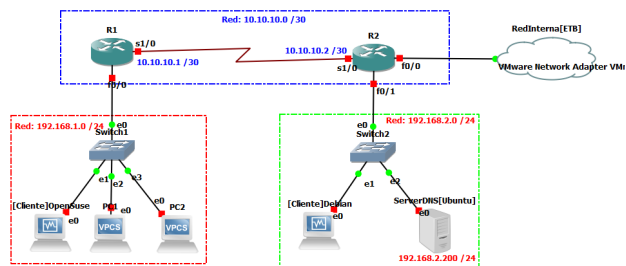 Red: 10.10.10.0 /30
R1
s1/0
10.10.10.1 /30
f0/0
10.10.10.2 /30
s1/0
R2
f0/0
f0/1
RedInterna[ETB]
VMware Network Adapter VMn
Red: 192.168.1.0 /24
e0
Switch1
e1
e2
e3
[Cliente]OpenSuse
e0
PC1
e0
VPCS
e0
PC2
VPCS
Red: 192.168.2.0 /24
e0
Switch2
e1
e2
[Cliente]Debian
e0
ServerDNS[Ubuntu]
e0
192.168.2.200 /24